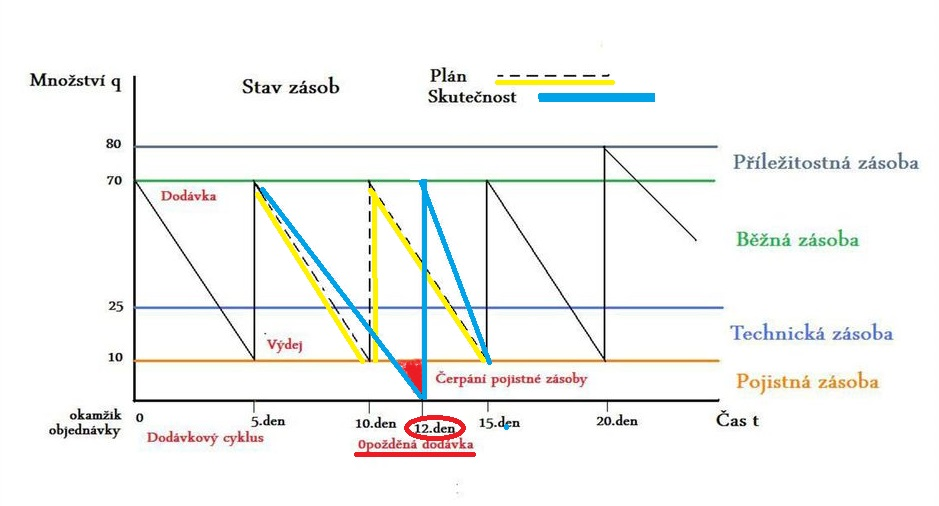 Množství q
Stav zásob
Plán
Skutečnost
80
Příležitostná zásoba
70
Dodávka
Běžná zásoba
25
Technická zásoba
Výdej
10
Čerpání pojistné zásoby
Pojistná zásoba
okamžik
objednávky
0
5.den
10.den
12.den
15.den
20.den
Čas t
Dodávkový cyklus
Opožděná dodávka